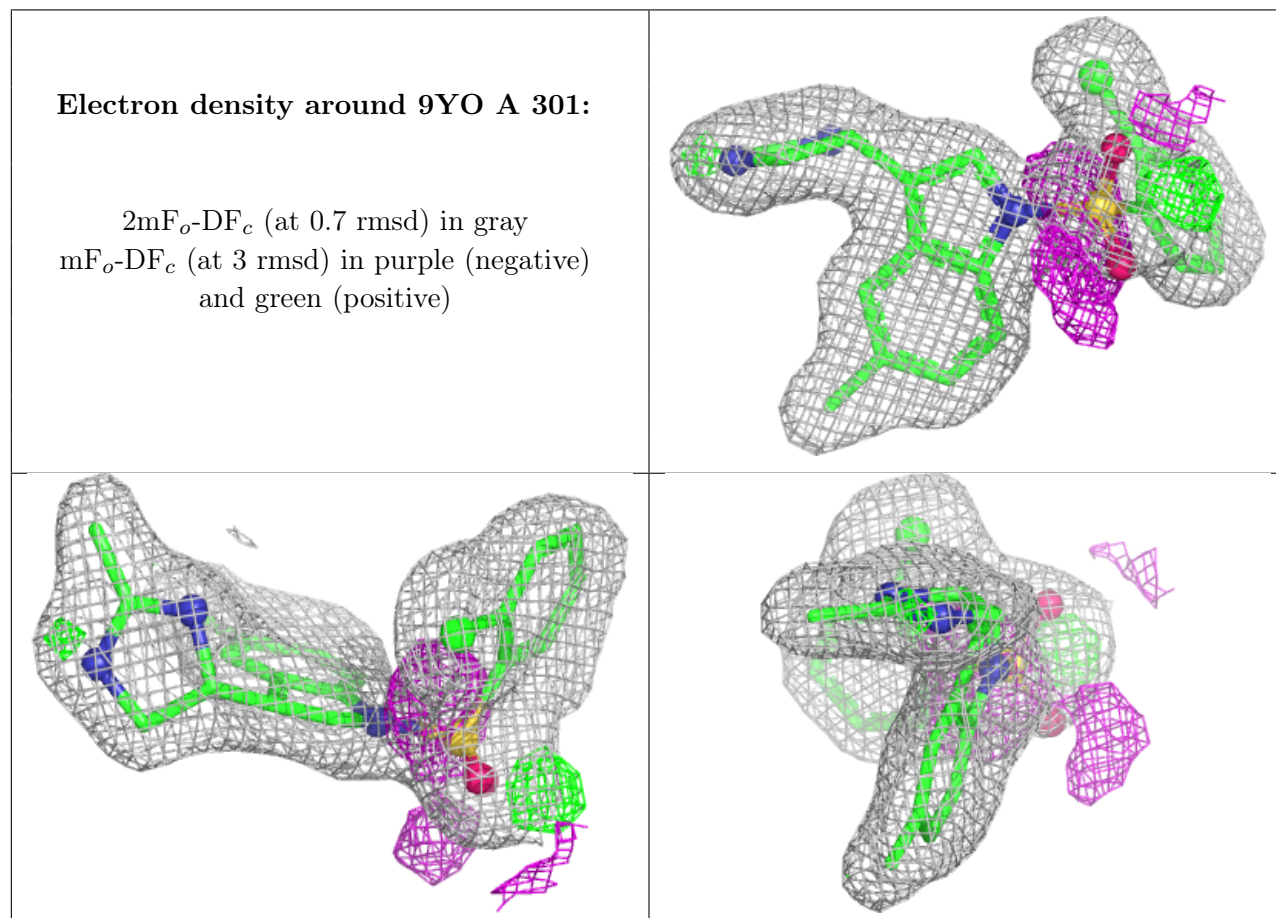 Electron density around 9YO A 301:
2mFo-DFc (at 0.7 rmsd) in gray
mFo-DFc (at 3 rmsd) in purple (negative)
and green (positive)